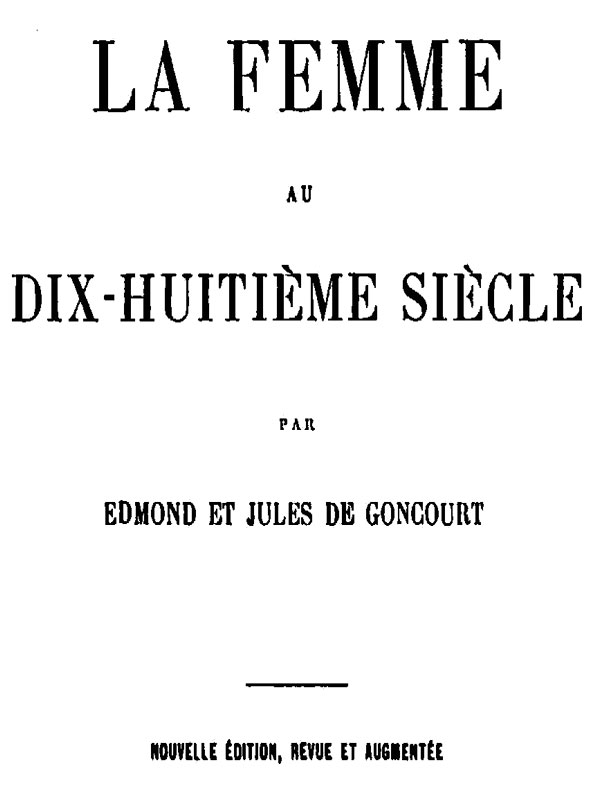 LA FEMME
AU
DIX-HUITIÈME SIÈCLE
PAR
EDMOND ET JULES DE GONCOURT
NOUVELLE ÉDITION, REVUE ET AUGMENTÉE